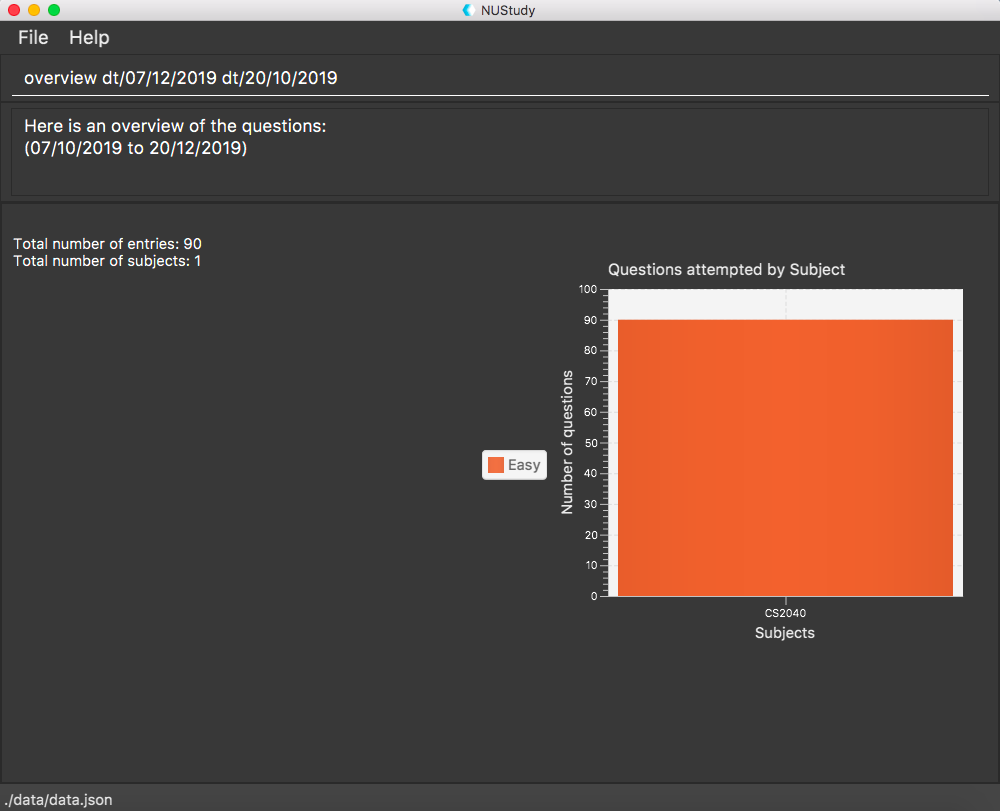 NUStudy
File Help
overview dt/07/12/2019 dt/20/10/2019
Here is an overview of the questions:
(07/10/2019 to 20/12/2019)
Total number of entries: 90
Total number of subjects: 1
Questions attempted by Subject
100
90
80
70
60
50
40
30
20
10
0
Number of questions
Easy
CS2040
Subjects
./data/data.json